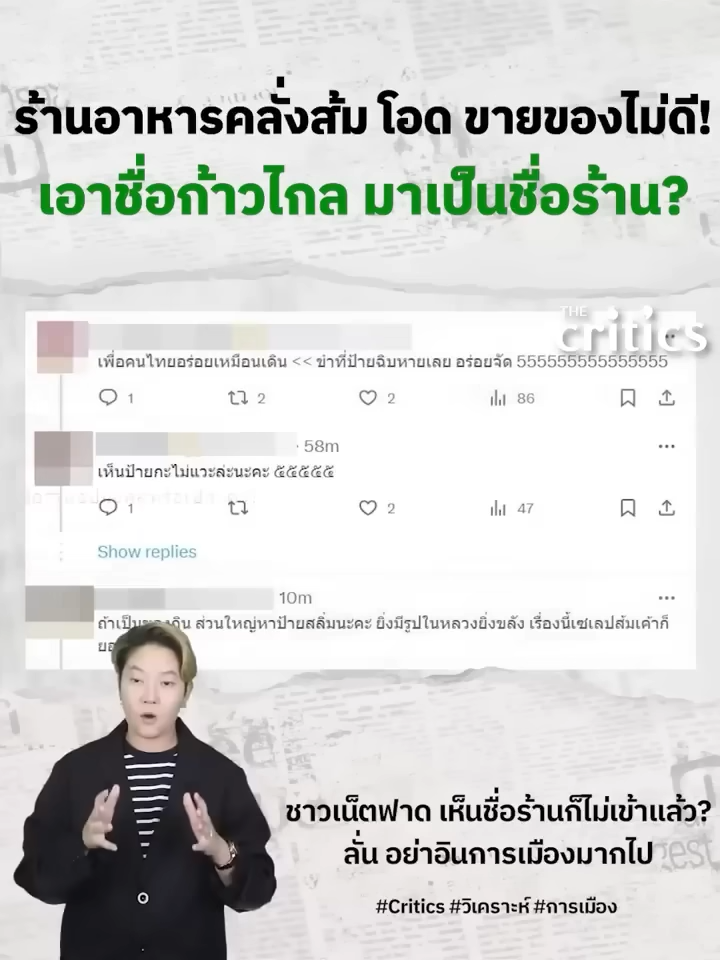 ร้านอาหารคลั่งส้ม โอด ขายของไม่ดี!
เอาชื่อก้าวไกล มาเป็นชื่อร้าน?
THE
critics
เพื่อคนไทยอร่อยเหมือนเดิน << ข่าที่ป้ายฉิบหายเลย อร่อยจัด 555555555555555
1 2 2 86
58m
เห็นป้ายกะไม่แวะล่ะนะคะ ๕๕๕๕๕
1 2 47
Show replies
10m
ถ้าเป็นของกิน ส่วนใหญ่หาป้ายสลิ่มนะคะ ยิ่งมีรูปในหลวงยิ่งขลัง เรื่องนี้เซเลปส้มเค้าก็
ชาวเน็ตฟาด เห็นชื่อร้านก็ไม่เข้าแล้ว?
ลั่น อย่าอินการเมืองมากไป
#Critics #วิเคราะห์ #การเมือง